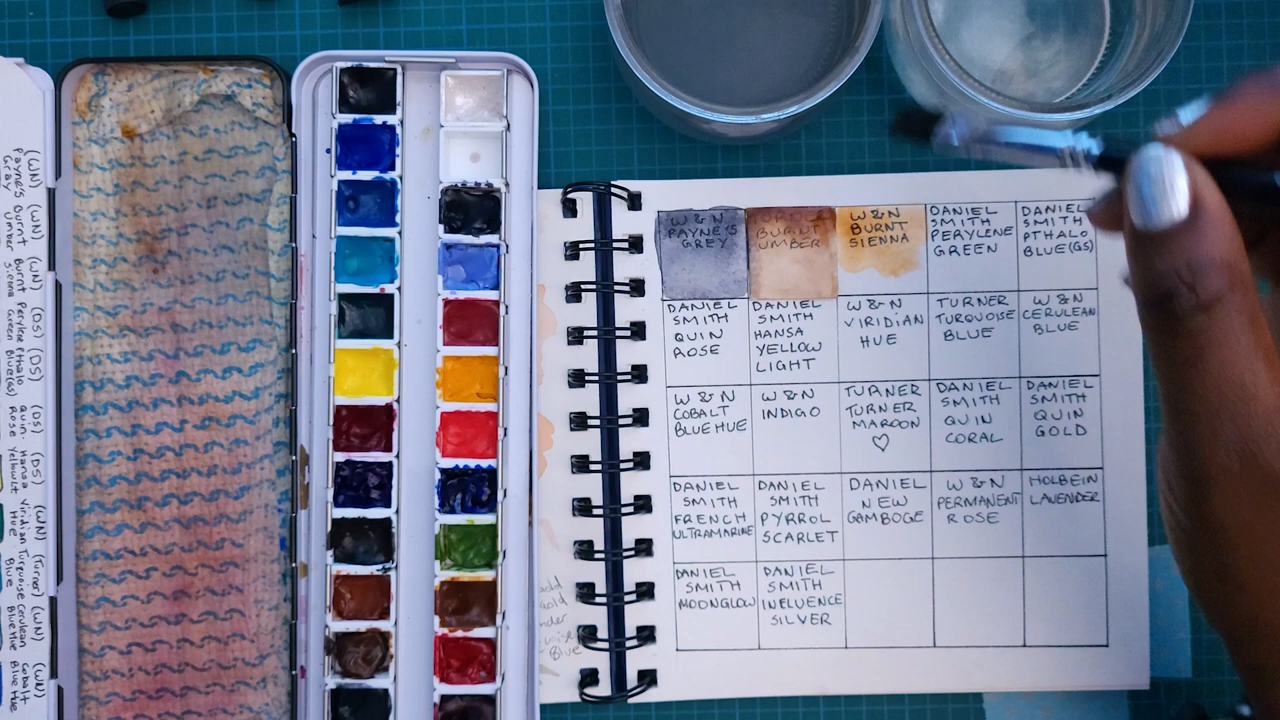 W & N
PAYNE'S
GREY
TURNER
BURNT
UMBER
W & N
BURNT
SIENNA
DANIEL
SMITH
PERYLENE
GREEN
DANIEL
SMITH
PTHALO
BLUE(GS)
DANIEL
SMITH
QUIN
ROSE
DANIEL
SMITH
HANSA
YELLOW
LIGHT
W & N
VIRIDIAN
HUE
TURNER
TURQUOISE
BLUE
W & N
CERULEAN
BLUE
W & N
COBALT
BLUE HUE
W & N
INDIGO
TURNER
TURNER
MAROON
♡
DANIEL
SMITH
QUIN
CORAL
DANIEL
SMITH
QUIN
GOLD
DANIEL
SMITH
FRENCH
ULTRAMARINE
DANIEL
SMITH
PYRROL
SCARLET
DANIEL
NEW
GAMBOGE
W & N
PERMANENT
ROSE
HOLBEIN
LAVENDER
DANIEL
SMITH
MOONGLOW
DANIEL
SMITH
INFLUENCE
SILVER
(WN)
Payne's
Gray
(WN)
Burnt
Umber
(WN)
Burnt
Sienna
(DS)
Perylene
Green
(DS)
Pthalo
Blue(GS)
(DS)
Quin.
Rose
(DS)
Hansa
Yellow Lt
(WN)
Viridian
Hue
(Turner)
Turquoise
Blue
(WN)
Cerulean
Blue Hue
(WN)
Cobalt
Blue Hue